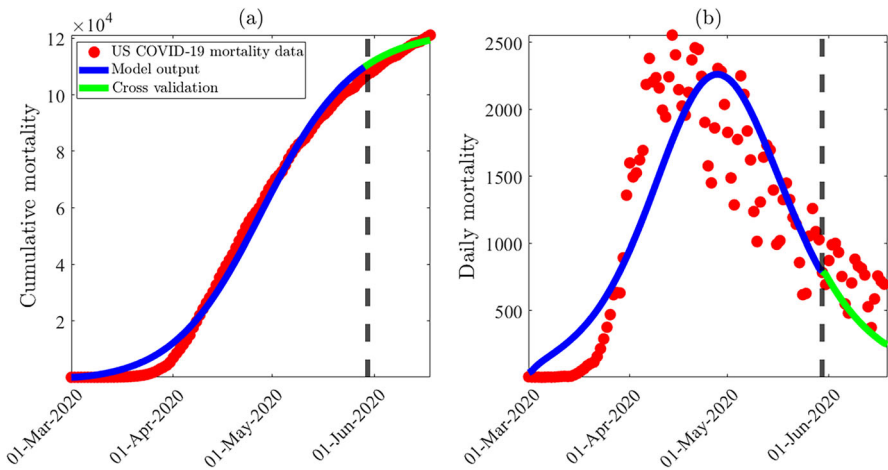 (a)
×10⁴
12
10
8
6
4
2
Cumulative mortality
US COVID-19 mortality data
Model output
Cross validation
01-Mar-2020
01-Apr-2020
01-May-2020
01-Jun-2020
(b)
2500
2000
1500
1000
500
Daily mortality
01-Mar-2020
01-Apr-2020
01-May-2020
01-Jun-2020